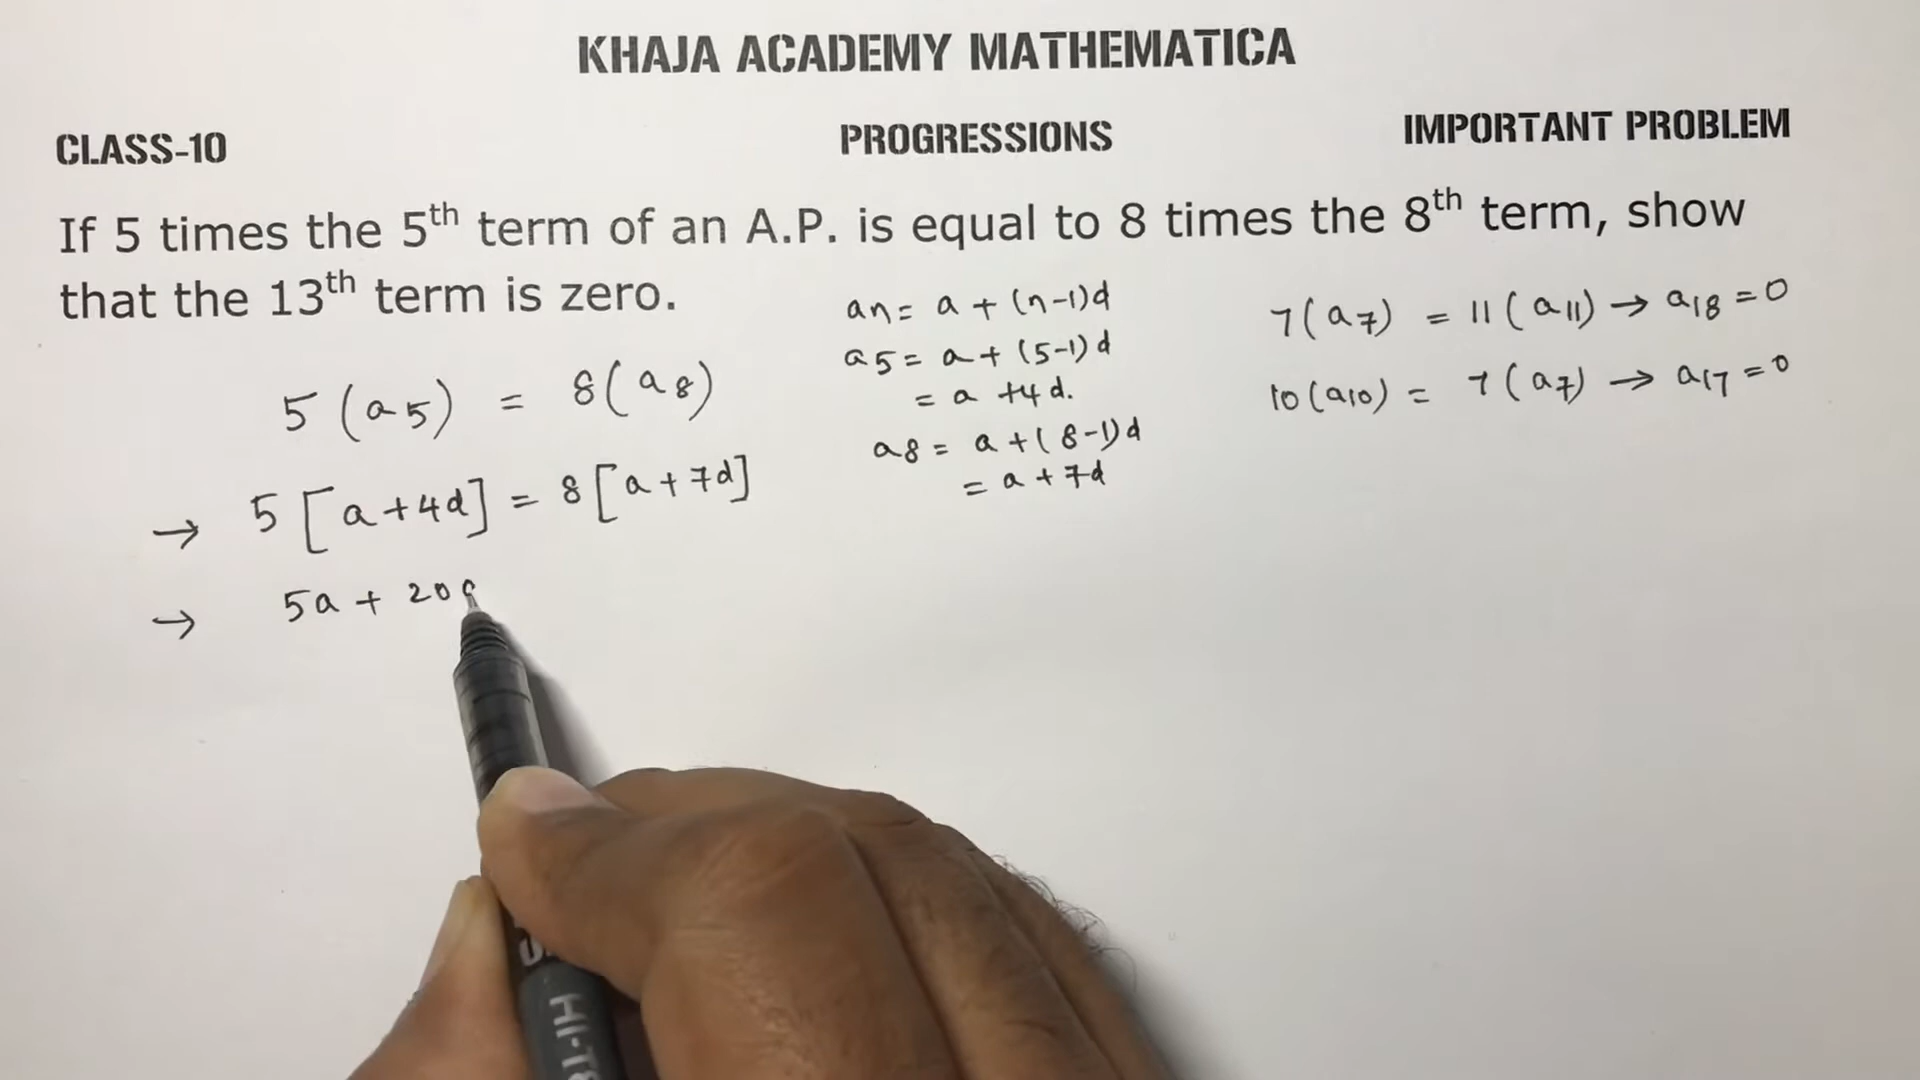 KHAJA ACADEMY MATHEMATICA
CLASS-10 PROGRESSIONS IMPORTANT PROBLEM
If 5 times the 5th term of an A.P. is equal to 8 times the 8th term, show
that the 13th term is zero.
5(a5) = 8(a8)
→ 5[a+4d] = 8[a+7d]
→ 5a + 20
an = a + (n-1)d
a5 = a + (5-1)d
= a +4d.
a8 = a + (8-1)d
= a + 7d
7(a7) = 11(a11) → a18 = 0
10(a10) = 7(a7) → a17 = 0